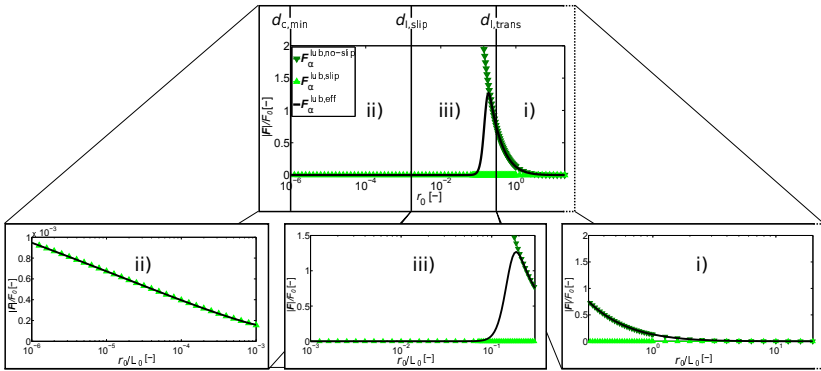 d_c,min d_l,slip d_l,trans
2
1.5
1
0.5
0
|F|/F_0 [-]
F_α^lub,no-slip
F_α^lub,slip
F_α^lub,eff
ii) iii) i)
10^−6 10^−4 10^−2 10^0
r_0 [-]
1 x 10^−3
0.8
0.6
0.4
0.2
0
|F|/F_0 [-]
ii)
10^−6 10^−5 10^−4 10^−3
r_0/L_0 [-]
1.5
1
0.5
0
|F|/F_0 [-]
iii)
10^−3 10^−2 10^−1
r_0/L_0 [-]
2
1.5
1
0.5
0
|F|/F_0 [-]
i)
10^0 10^1
r_0/L_0 [-]